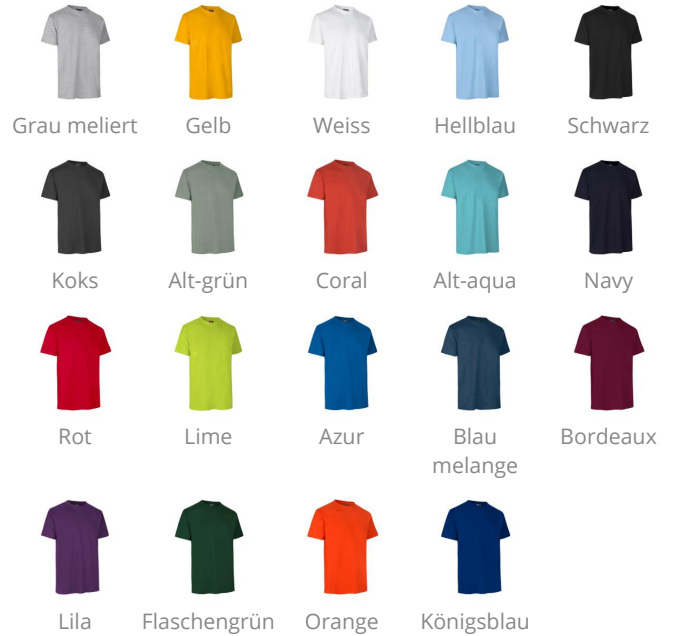 Grau meliert
Gelb
Weiss
Hellblau
Schwarz
Koks
Alt-grün
Coral
Alt-aqua
Navy
Rot
Lime
Azur
Blau
melange
Bordeaux
Lila
Flaschengrün
Orange
Königsblau